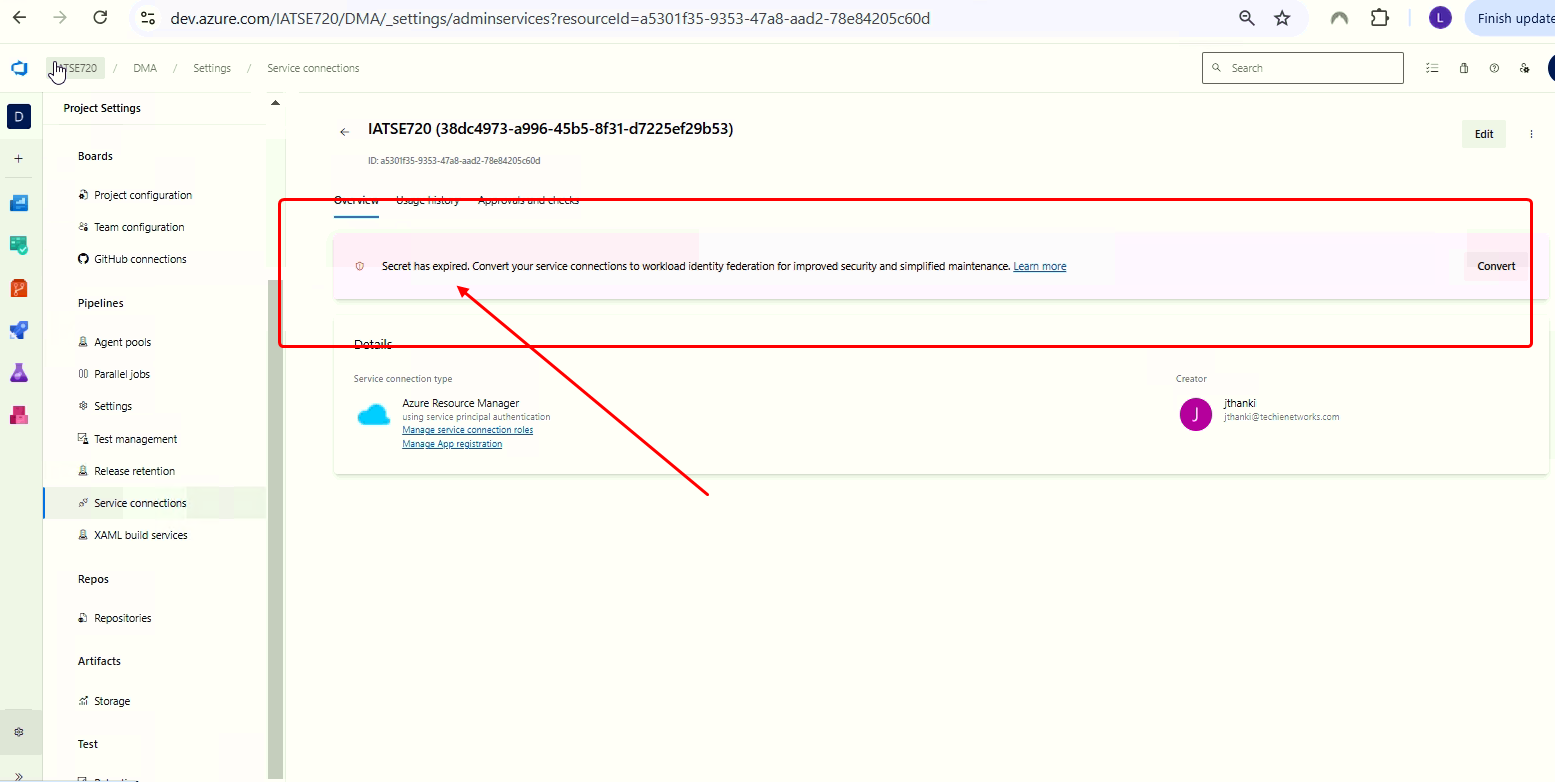 dev.azure.com/IATSE720/DMA/_settings/adminservices?resourceId=a5301f35-9353-47a8-aad2-78e84205c60d
L
Finish update
IATSE720 / DMA / Settings / Service connections
Search
D
Project Settings
Boards
Project configuration
Team configuration
GitHub connections
Pipelines
Agent pools
Parallel jobs
Settings
Test management
Release retention
Service connections
XAML build services
Repos
Repositories
Artifacts
Storage
Test
IATSE720 (38dc4973-a996-45b5-8f31-d7225ef29b53)
Edit
ID: a5301f35-9353-47a8-aad2-78e84205c60d
Overview Usage history Approvals and checks
Secret has expired. Convert your service connections to workload identity federation for improved security and simplified maintenance. Learn more
Convert
Details
Service connection type
Azure Resource Manager
using service principal authentication
Manage service connection roles
Manage App registration
Creator
J
jthanki
jthanki@techienetworks.com